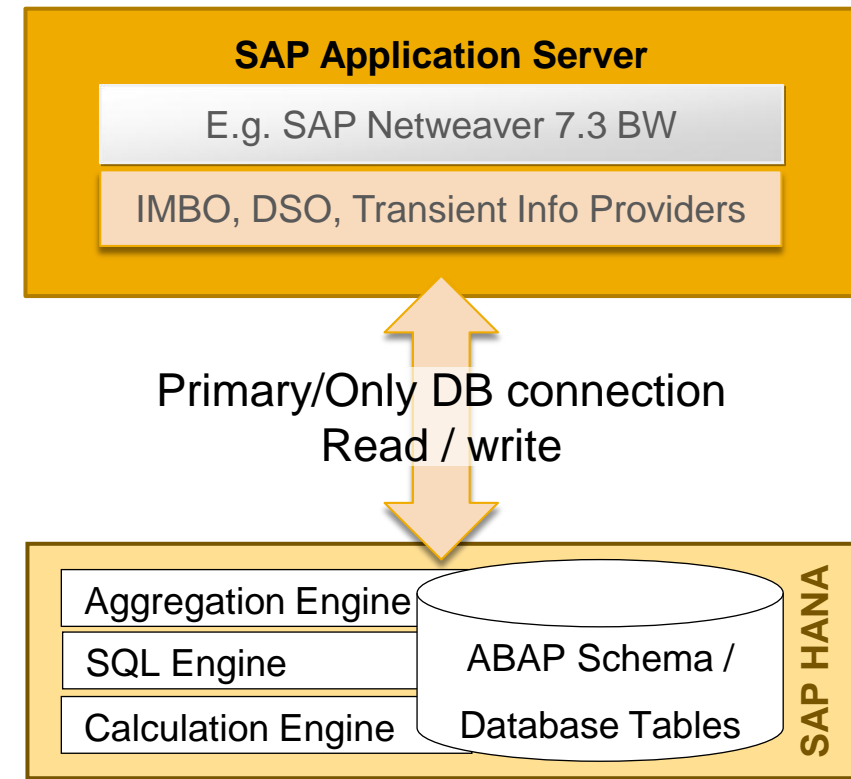 SAP Application Server
E.g. SAP Netweaver 7.3 BW
IMBO, DSO, Transient Info Providers
Primary/Only DB connection
Read / write
Aggregation Engine
SQL Engine
Calculation Engine
ABAP Schema /
Database Tables
SAP HANA